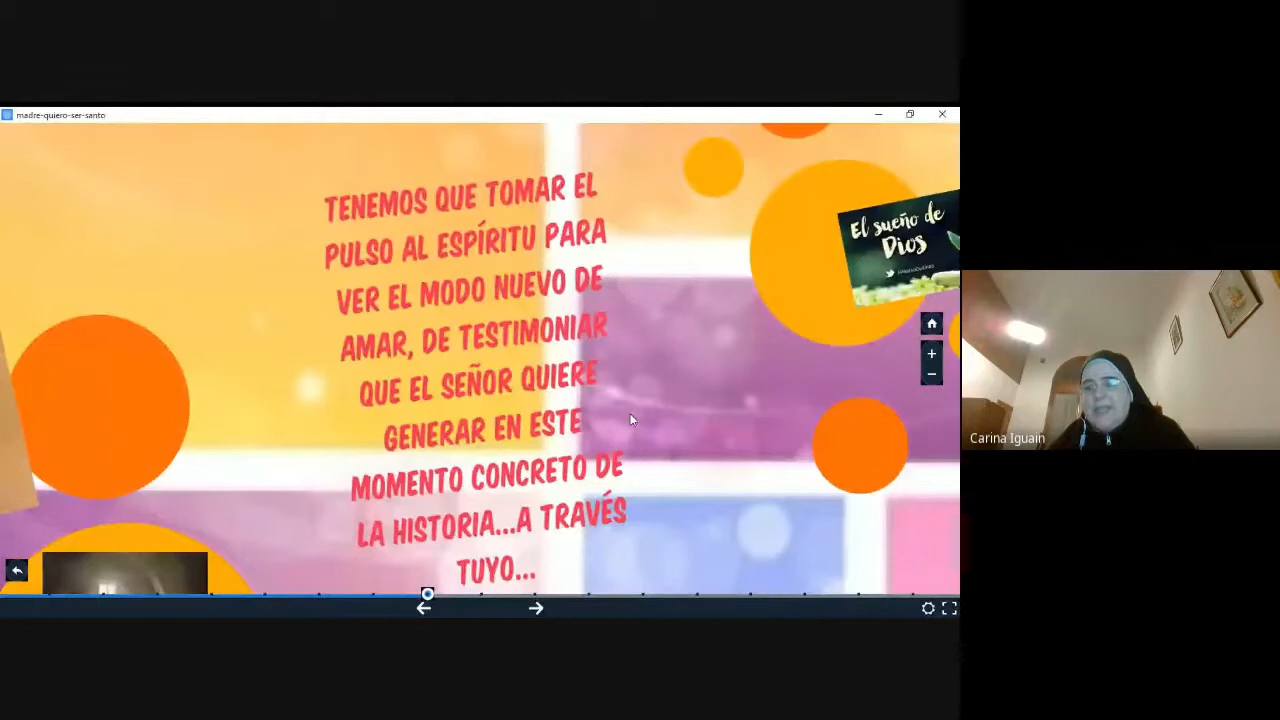 madre-quiero-ser-santo
TENEMOS QUE TOMAR EL
PULSO AL ESPÍRITU PARA
VER EL MODO NUEVO DE
AMAR, DE TESTIMONIAR
QUE EL SEÑOR QUIERE
GENERAR EN ESTE
MOMENTO CONCRETO DE
LA HISTORIA...A TRAVÉS
TUYO...
El sueño de
Dios
Carina Iguain